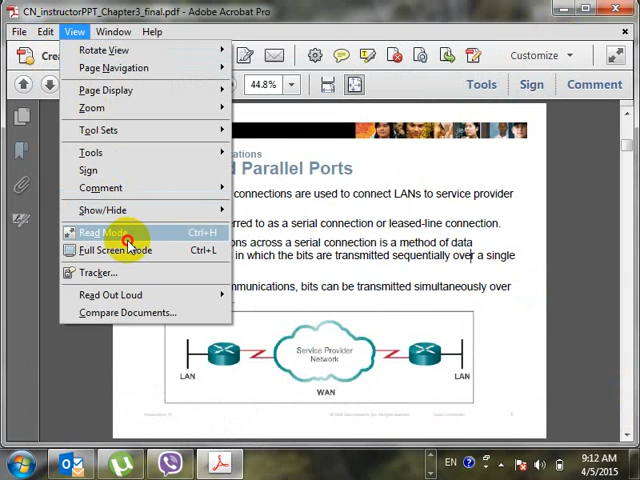 CN_instructorPPT_Chapter3_final.pdf - Adobe Acrobat Pro
File Edit View Window Help
Crea
44.8%
Tools Sign Comment
Rotate View
Page Navigation
Page Display
Zoom
Tool Sets
Tools
Sign
Comment
Show/Hide
Read Mode Ctrl+H
Full Screen Mode Ctrl+L
Tracker...
Read Out Loud
Compare Documents...
ications
d Parallel Ports
connections are used to connect LANs to service provider
rred to as a serial connection or leased-line connection.
ons across a serial connection is a method of data
in which the bits are transmitted sequentially over a single
mmunications, bits can be transmitted simultaneously over
Service Provider
Network
LAN
LAN
WAN
EN
9:12 AM
4/5/2015